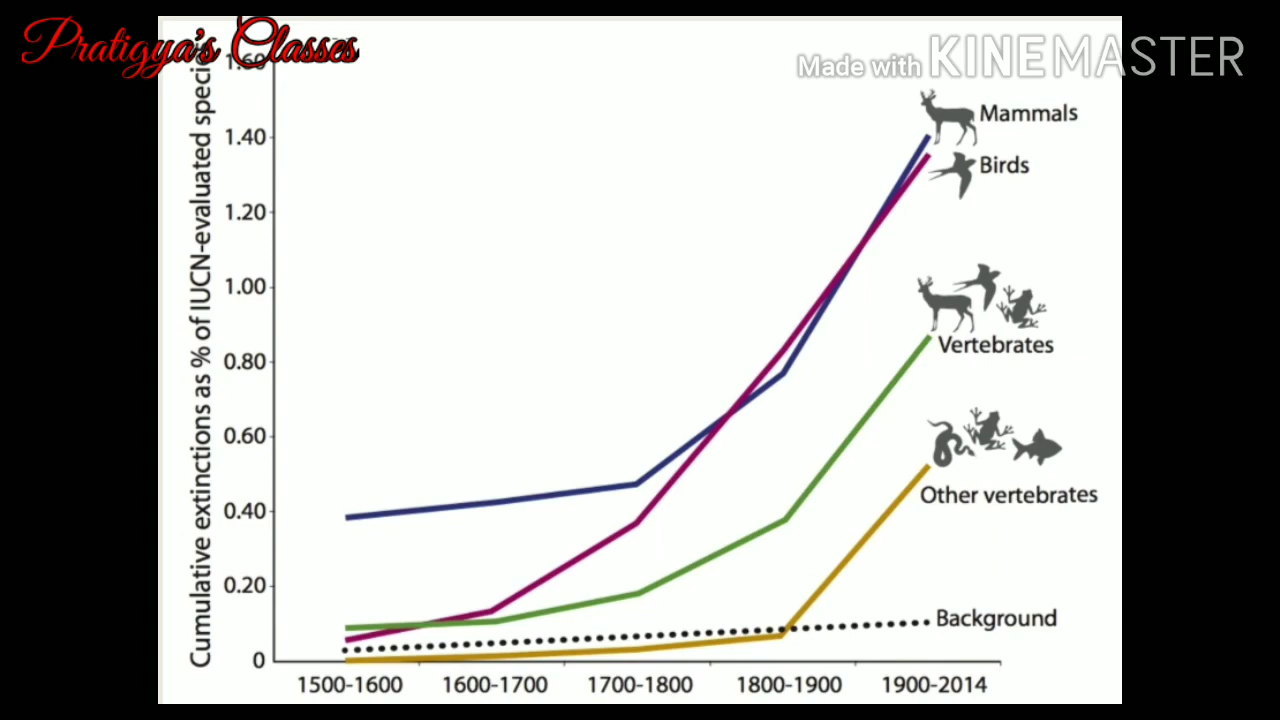 Pratigya's Classes
Made with KINEMASTER
Cumulative extinctions as % of IUCN-evaluated
1.60
1.40
1.20
1.00
0.80
0.60
0.40
0.20
0
Mammals
Birds
Vertebrates
Other vertebrates
Background
1500-1600 1600-1700 1700-1800 1800-1900 1900-2014